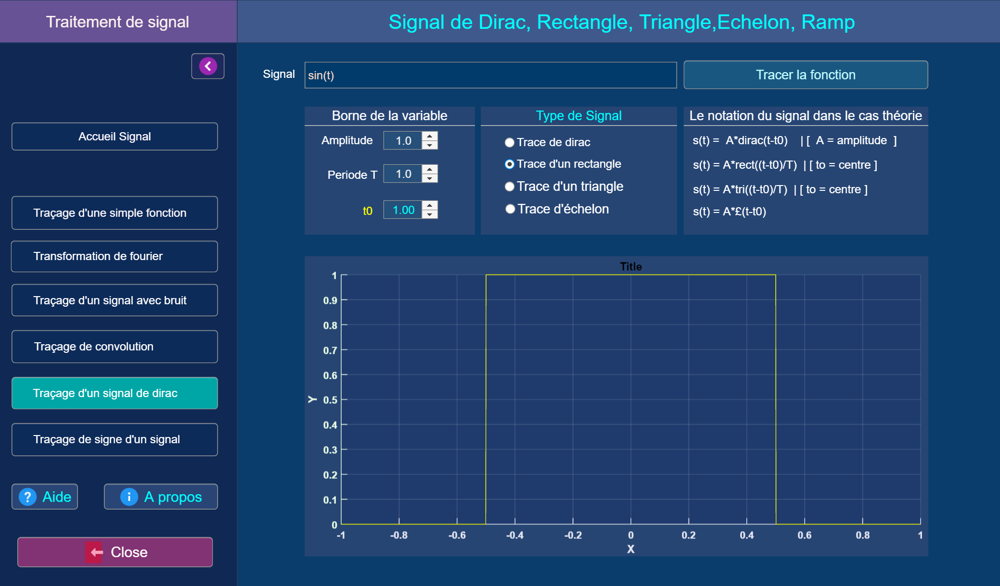 Traitement de signal
Signal de Dirac, Rectangle, Triangle,Echelon, Ramp
Accueil Signal
Traçage d'une simple fonction
Transformation de fourier
Traçage d'un signal avec bruit
Traçage de convolution
Traçage d'un signal de dirac
Traçage de signe d'un signal
? Aide
i A propos
Close
Signal
sin(t)
Tracer la fonction
Borne de la variable
Amplitude 1.0
Periode T 1.0
t0 1.00
Type de Signal
Trace de dirac
Trace d'un rectangle
Trace d'un triangle
Trace d'échelon
Le notation du signal dans le cas théorie
s(t) = A*dirac(t-t0) | [ A = amplitude ]
s(t) = A*rect((t-t0)/T) | [ to = centre ]
s(t) = A*tri((t-t0)/T) | [ to = centre ]
s(t) = A*£(t-t0)
Title
1
0.9
0.8
0.7
0.6
Y
0.5
0.4
0.3
0.2
0.1
0
-1 -0.8 -0.6 -0.4 -0.2 0 0.2 0.4 0.6 0.8 1
X